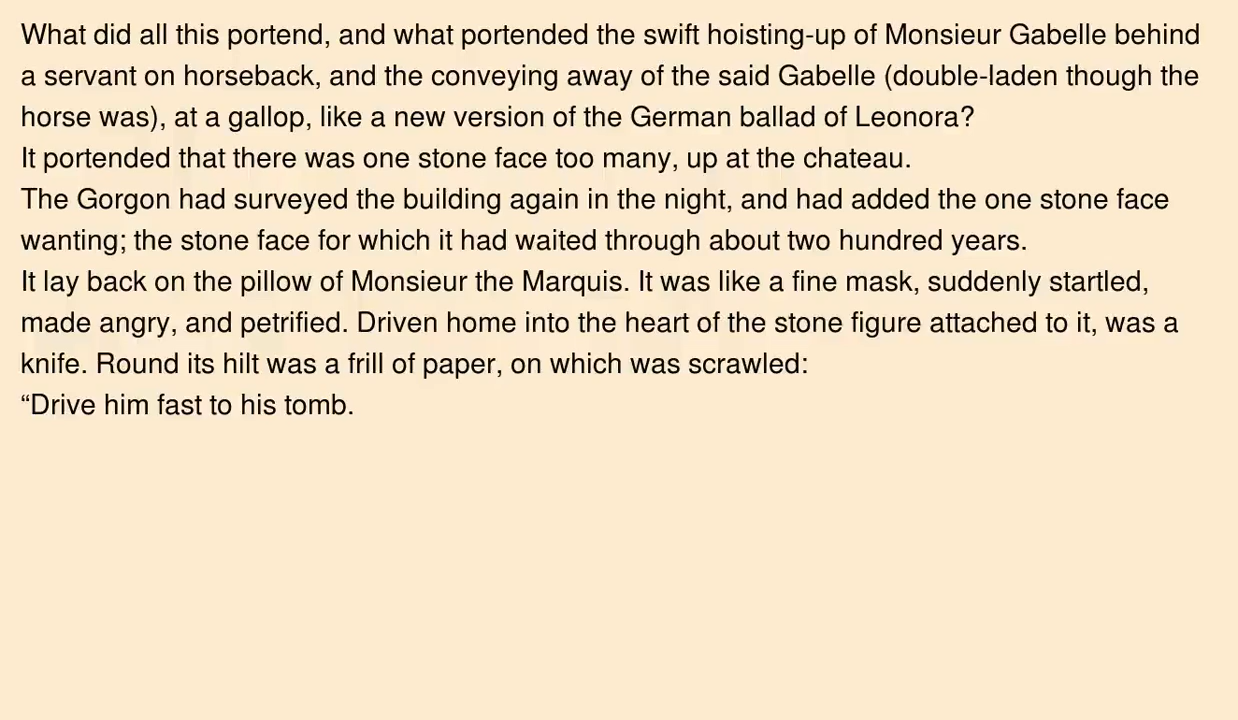 What did all this portend, and what portended the swift hoisting-up of Monsieur Gabelle behind
a servant on horseback, and the conveying away of the said Gabelle (double-laden though the
horse was), at a gallop, like a new version of the German ballad of Leonora?
It portended that there was one stone face too many, up at the chateau.
The Gorgon had surveyed the building again in the night, and had added the one stone face
wanting; the stone face for which it had waited through about two hundred years.
It lay back on the pillow of Monsieur the Marquis. It was like a fine mask, suddenly startled,
made angry, and petrified. Driven home into the heart of the stone figure attached to it, was a
knife. Round its hilt was a frill of paper, on which was scrawled:
“Drive him fast to his tomb.